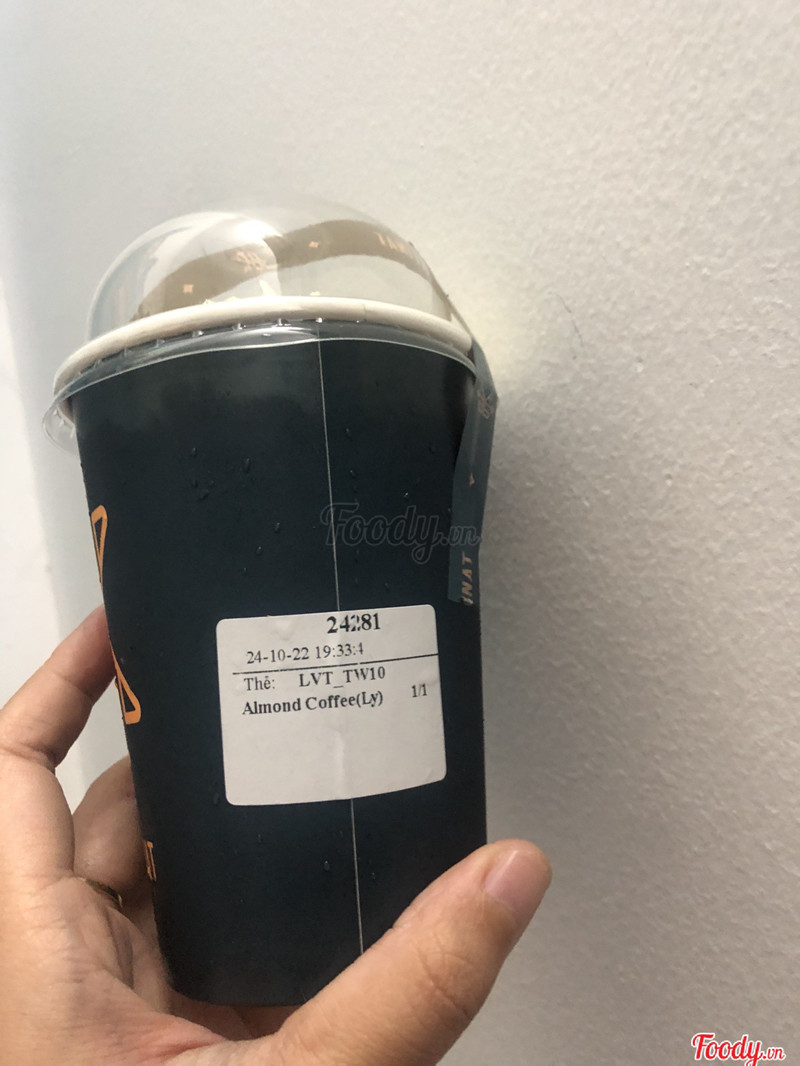 Foody.vn
24281
24-10-22 19:33:4
Thẻ: LVT_TW10
Almond Coffee(Ly) 1/1
Foody.vn